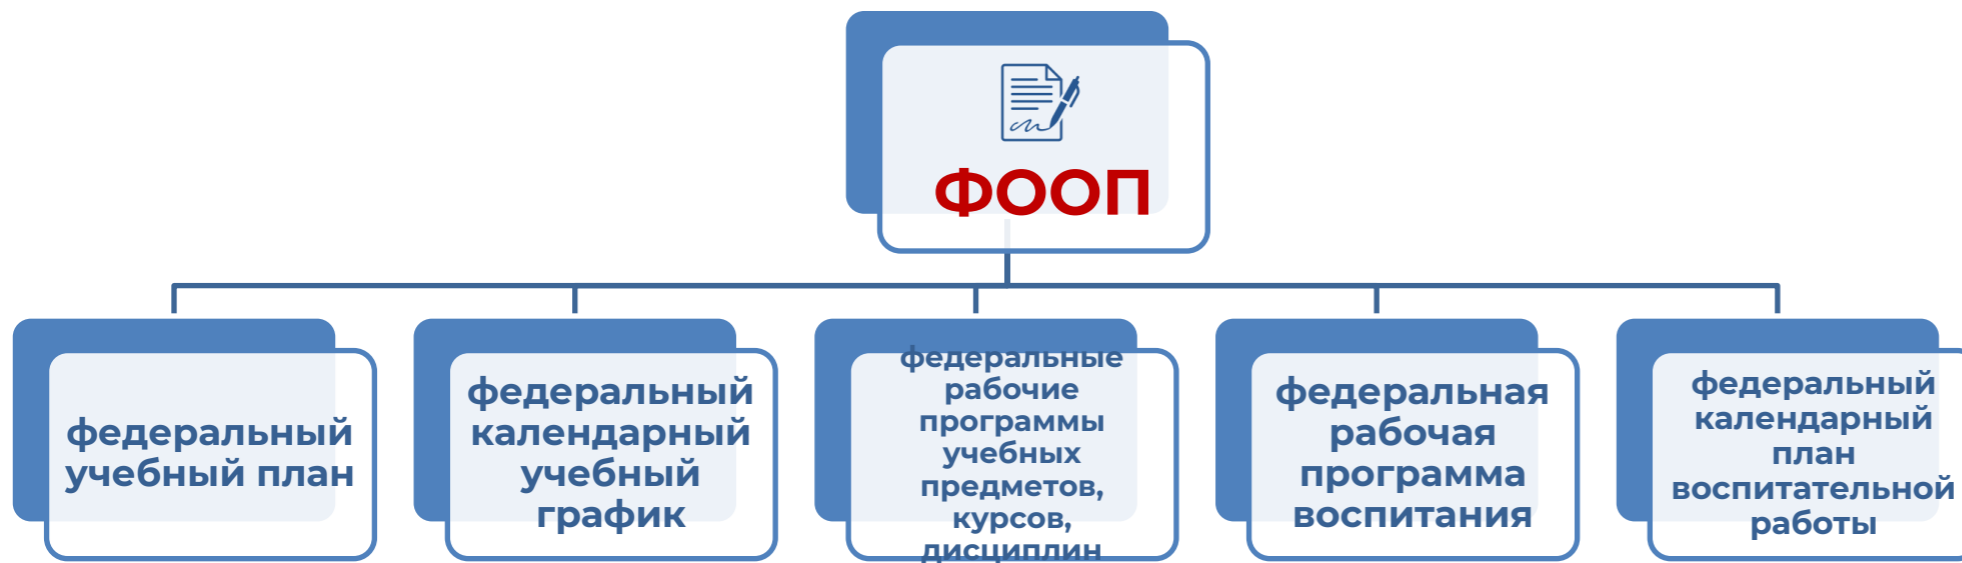 ФООП
федеральный
учебный план
федеральный
календарный
учебный
график
федеральные
рабочие
программы
учебных
предметов,
курсов,
дисциплин
федеральная
рабочая
программа
воспитания
федеральный
календарный
план
воспитательной
работы